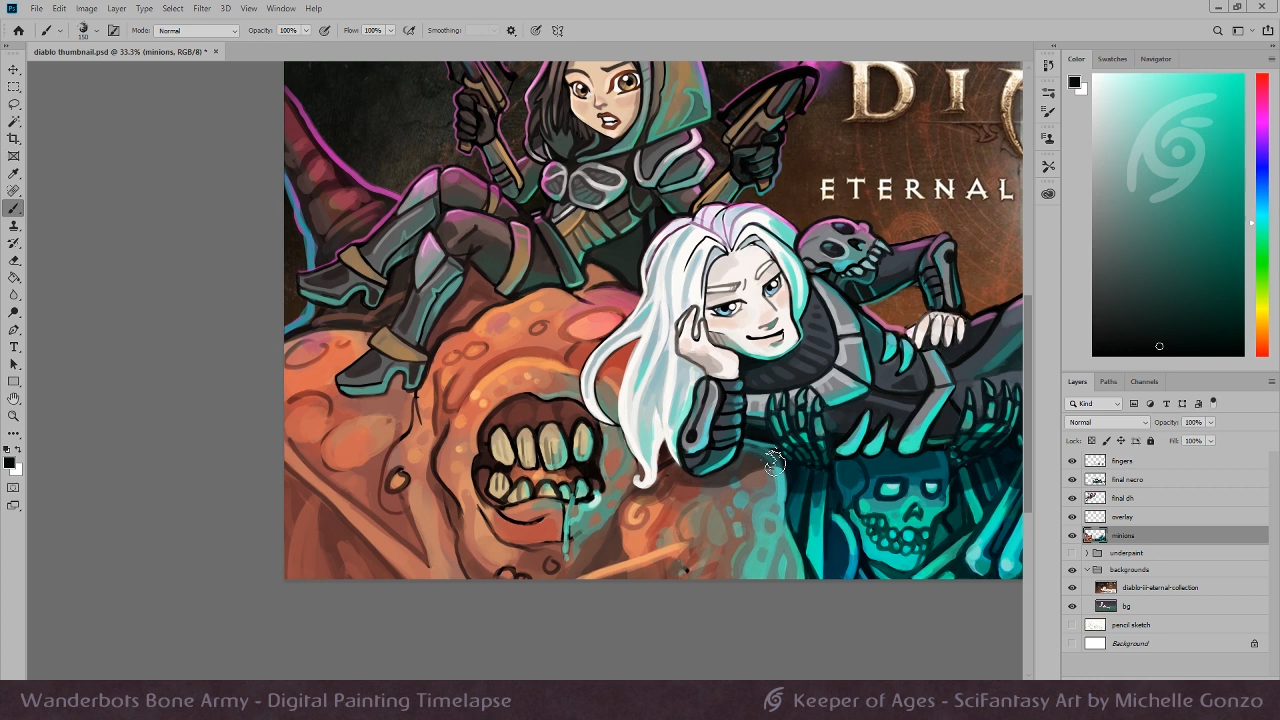 Ps File Edit Image Layer Type Select Filter 3D View Window Help
150 Mode: Normal Opacity: 100% Flow: 100% Smoothing:
diablo thumbnail.psd @ 33.3% (minions, RGB/8) * ×
Color Swatches Navigator
DI
ETERNAL
Layers Paths Channels
Kind
Normal Opacity: 100%
Lock: Fill: 100%
fingers
final necro
final dh
overlay
minions
underpaint
backgrounds
diablo-iii-eternal-collection
bg
pencil sketch
Background
Wanderbots Bone Army - Digital Painting Timelapse
Keeper of Ages - SciFantasy Art by Michelle Gonzo